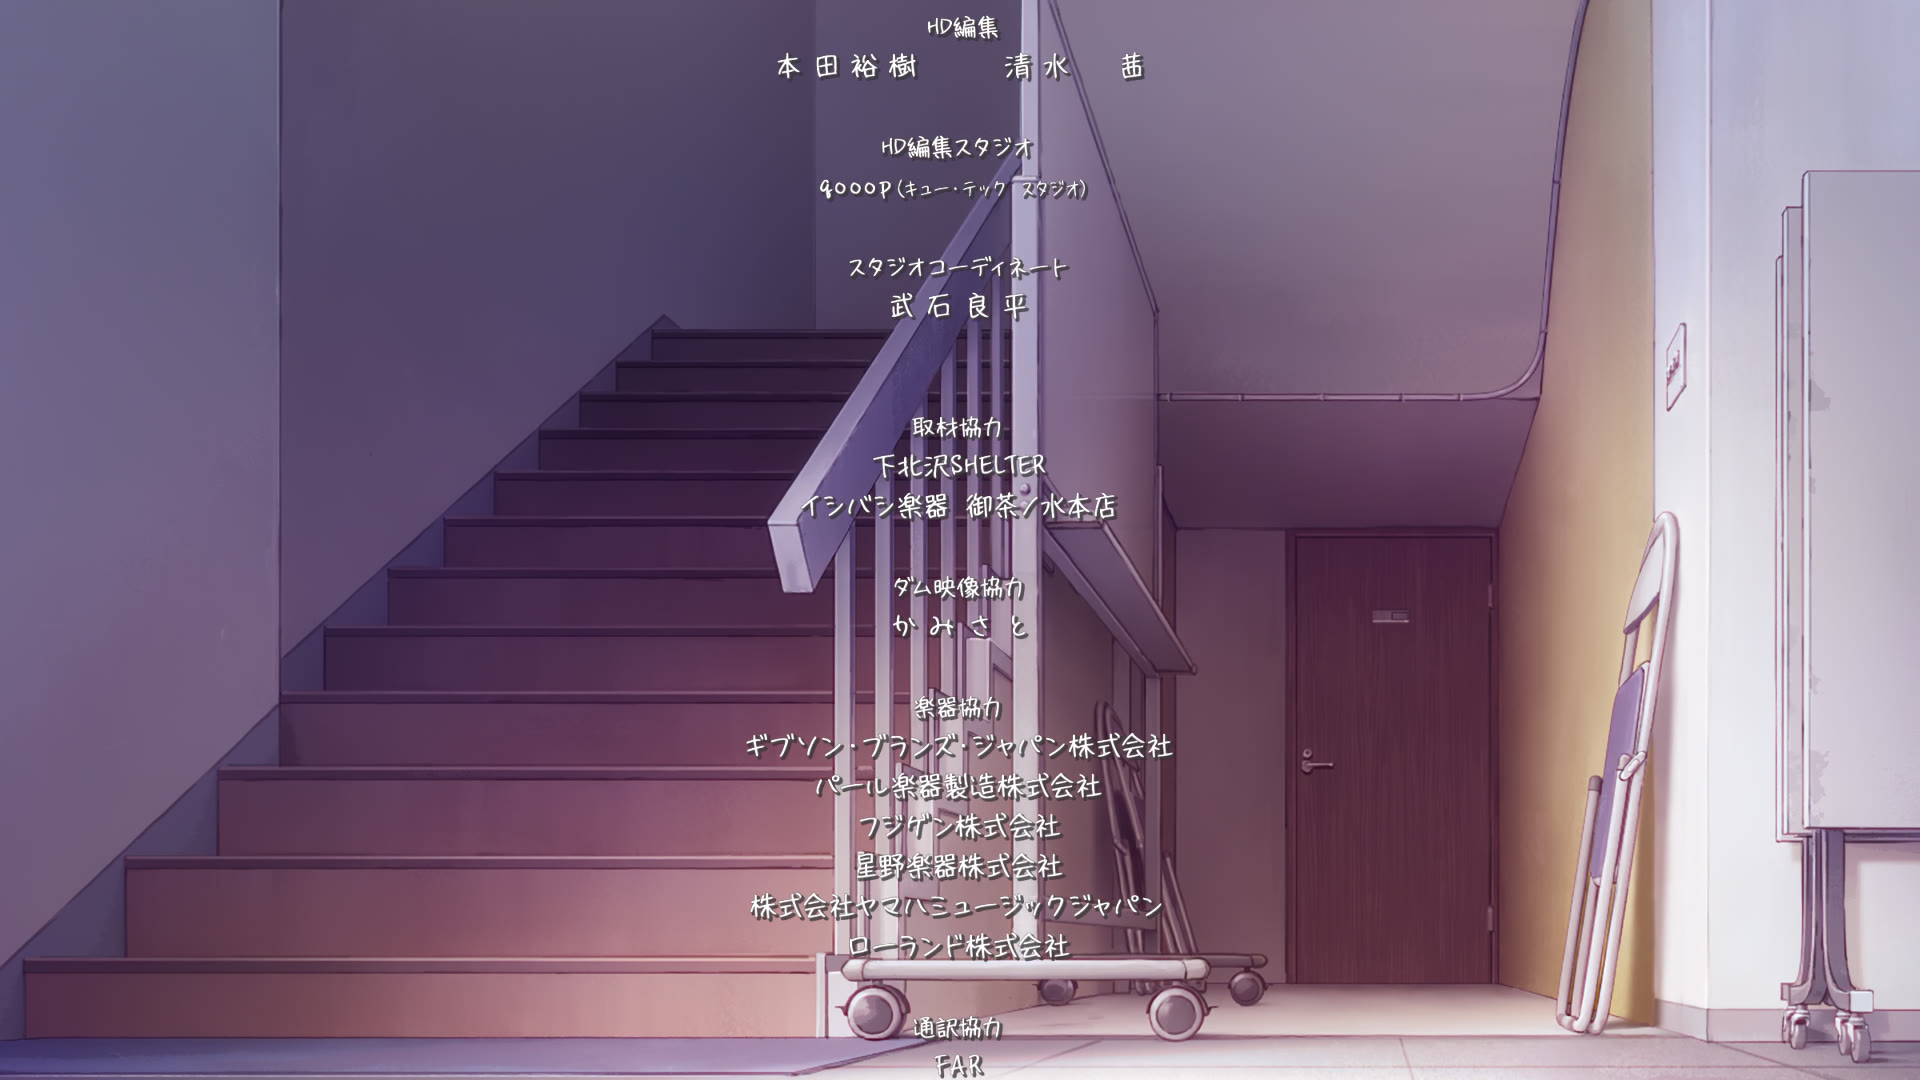 HD編集
本田裕樹　清水　茜
HD編集スタジオ
qooop(キュー・テック スタジオ)
スタジオコーディネート
武石良平
取材協力
下北沢SHELTER
イシバシ楽器 御茶ノ水本店
ダム映像協力
かみさと
楽器協力
ギブソン・ブランズ・ジャパン株式会社
パール楽器製造株式会社
フジゲン株式会社
星野楽器株式会社
株式会社ヤマハミュージックジャパン
ローランド株式会社
通訳協力
FAR